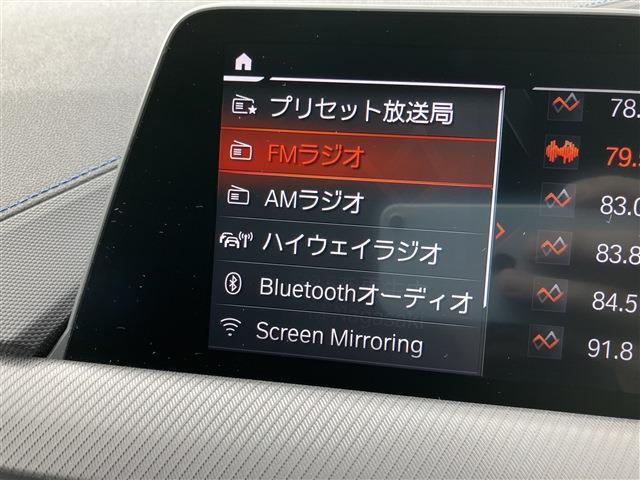 プリセット放送局
FMラジオ
AMラジオ
ハイウェイラジオ
Bluetoothオーディオ
Screen Mirroring
78.
79.
83.0
83.8
84.5
91.8